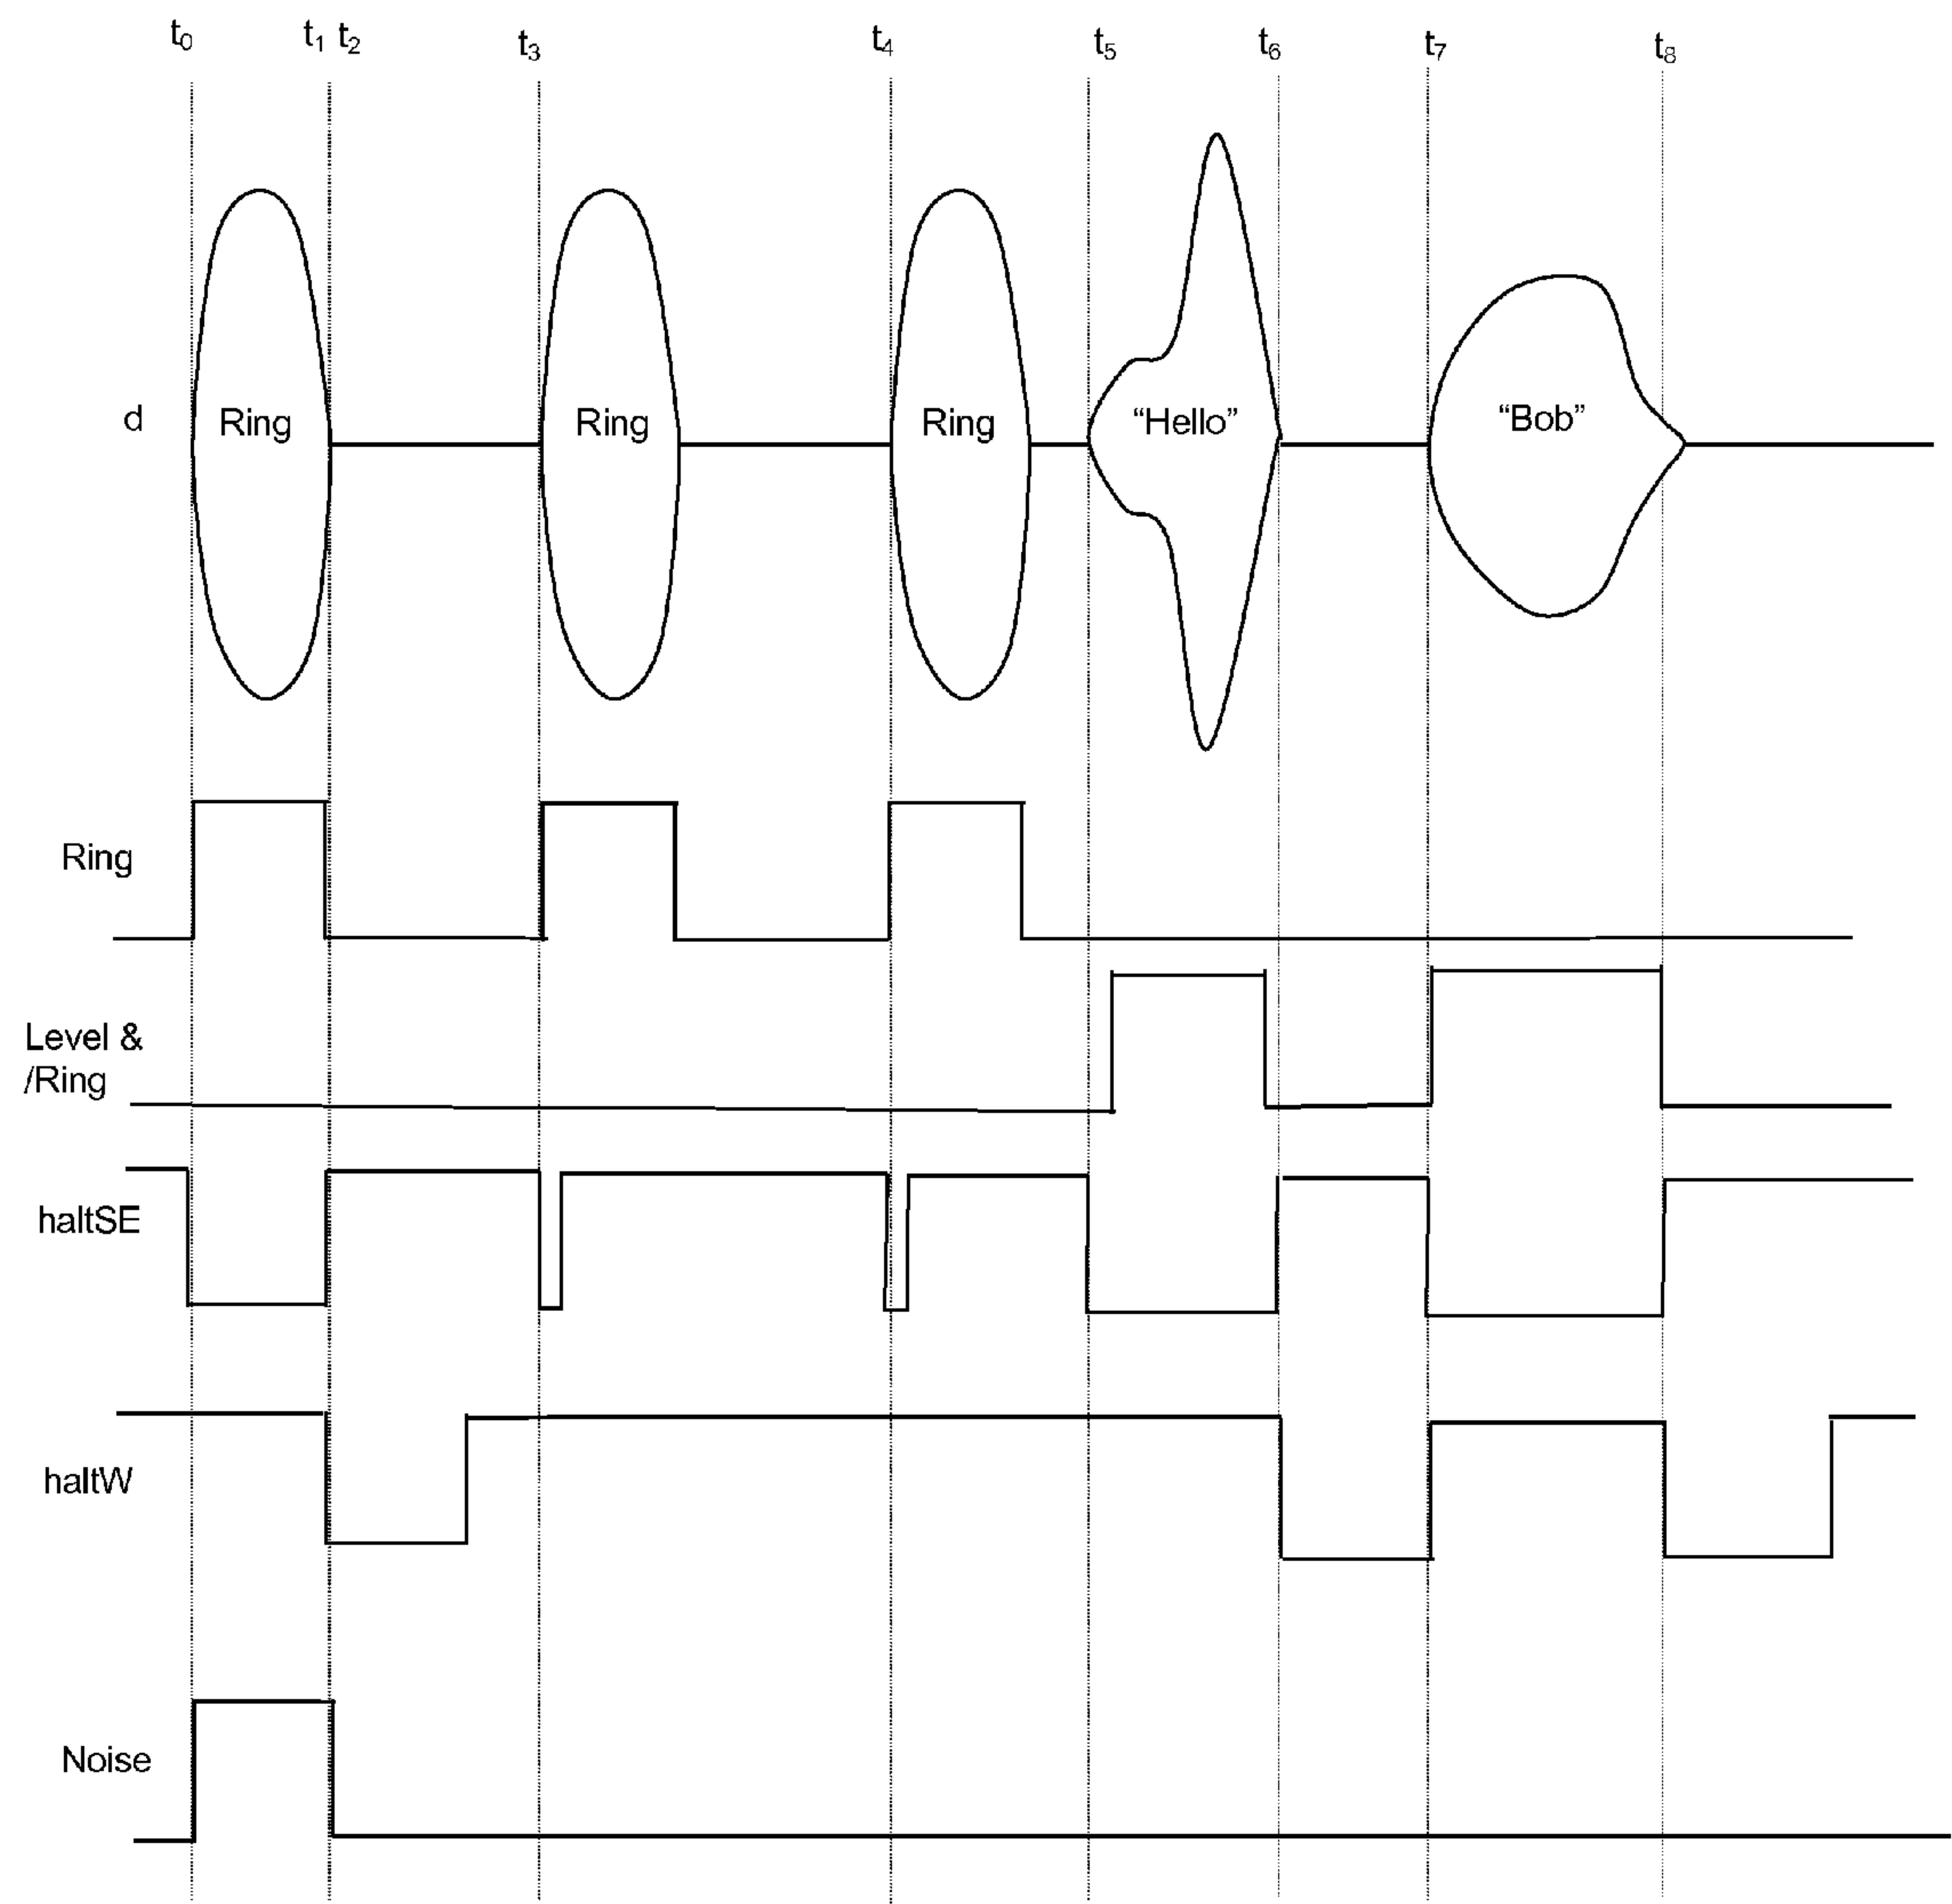 t0 t1 t2 t3 t4 t5 t6 t7 t8
d Ring Ring Ring “Hello” “Bob”
Ring
Level &
/Ring
haltSE
haltW
Noise